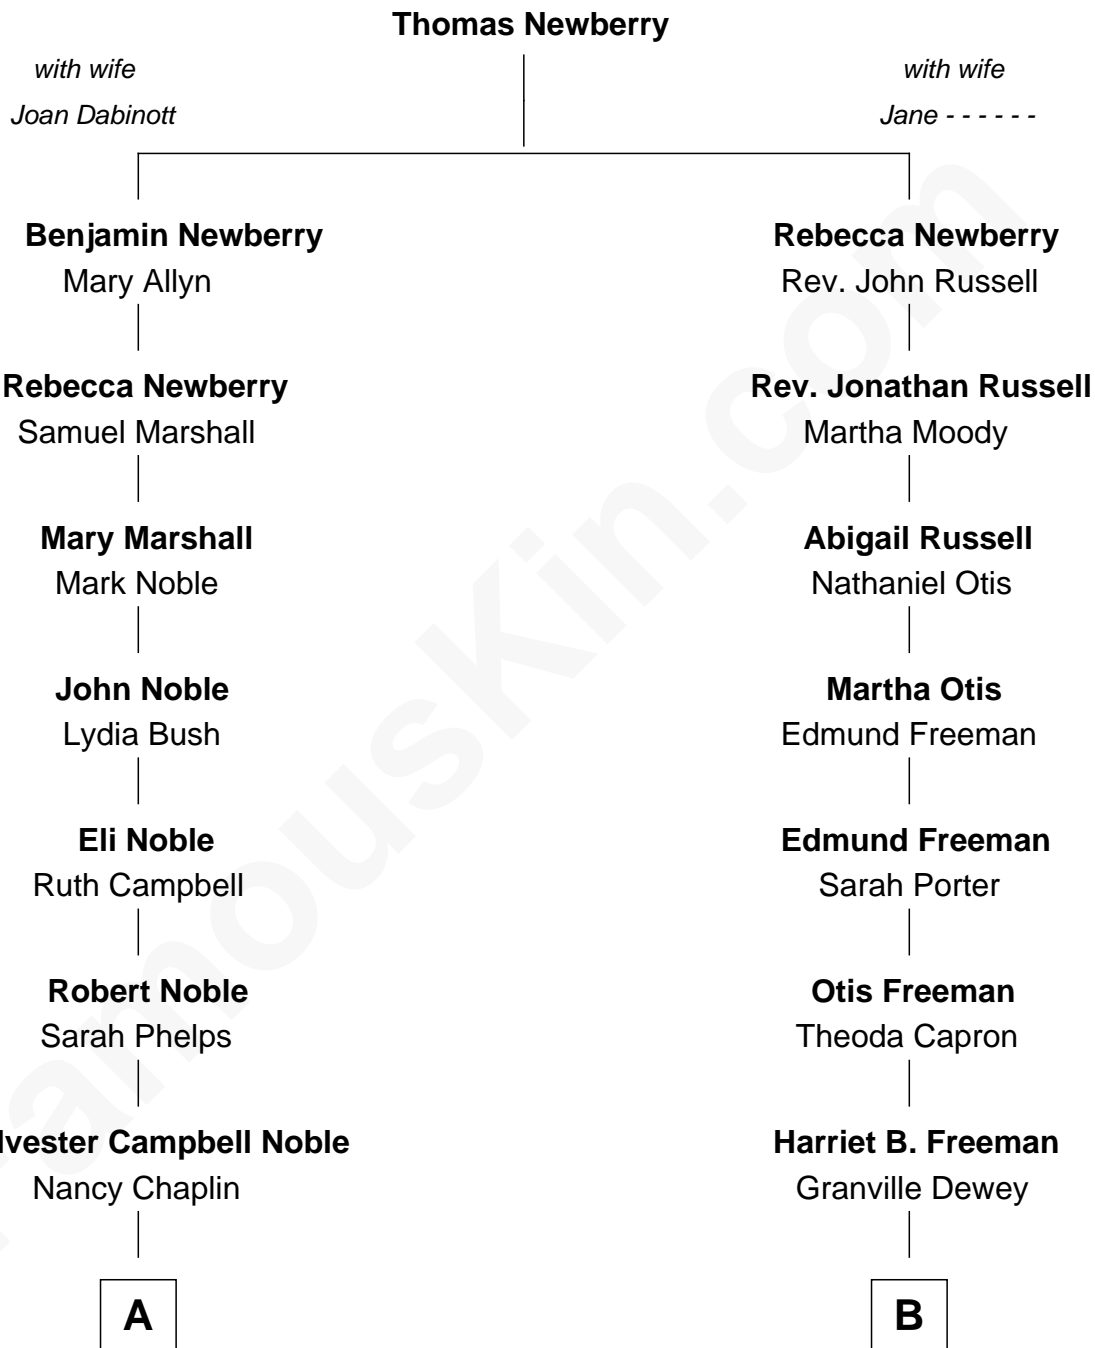 Thomas Newberry
with wife
Joan Dabinott
with wife
Jane - - - - - -
Benjamin Newberry
Mary Allyn
Rebecca Newberry
Rev. John Russell
Rebecca Newberry
Samuel Marshall
Rev. Jonathan Russell
Martha Moody
Mary Marshall
Mark Noble
Abigail Russell
Nathaniel Otis
John Noble
Lydia Bush
Martha Otis
Edmund Freeman
Eli Noble
Ruth Campbell
Edmund Freeman
Sarah Porter
Robert Noble
Sarah Phelps
Otis Freeman
Theoda Capron
lvester Campbell Noble
Nancy Chaplin
Harriet B. Freeman
Granville Dewey
A
B
FamousKin.com